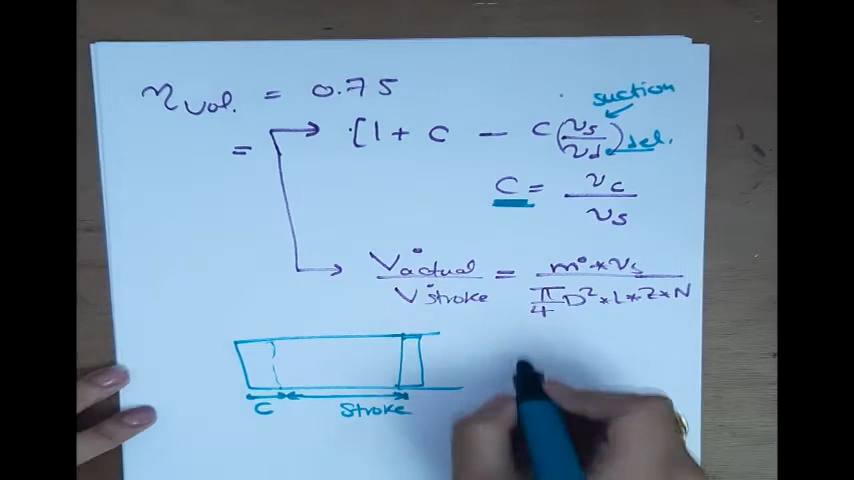 η vol. = 0.75
suction
= [1 + C - C (vs/vd) del.
C = vc/vs
V°actual / V°stroke = m° * vs / (π/4 D² * L * Z * N)
C stroke